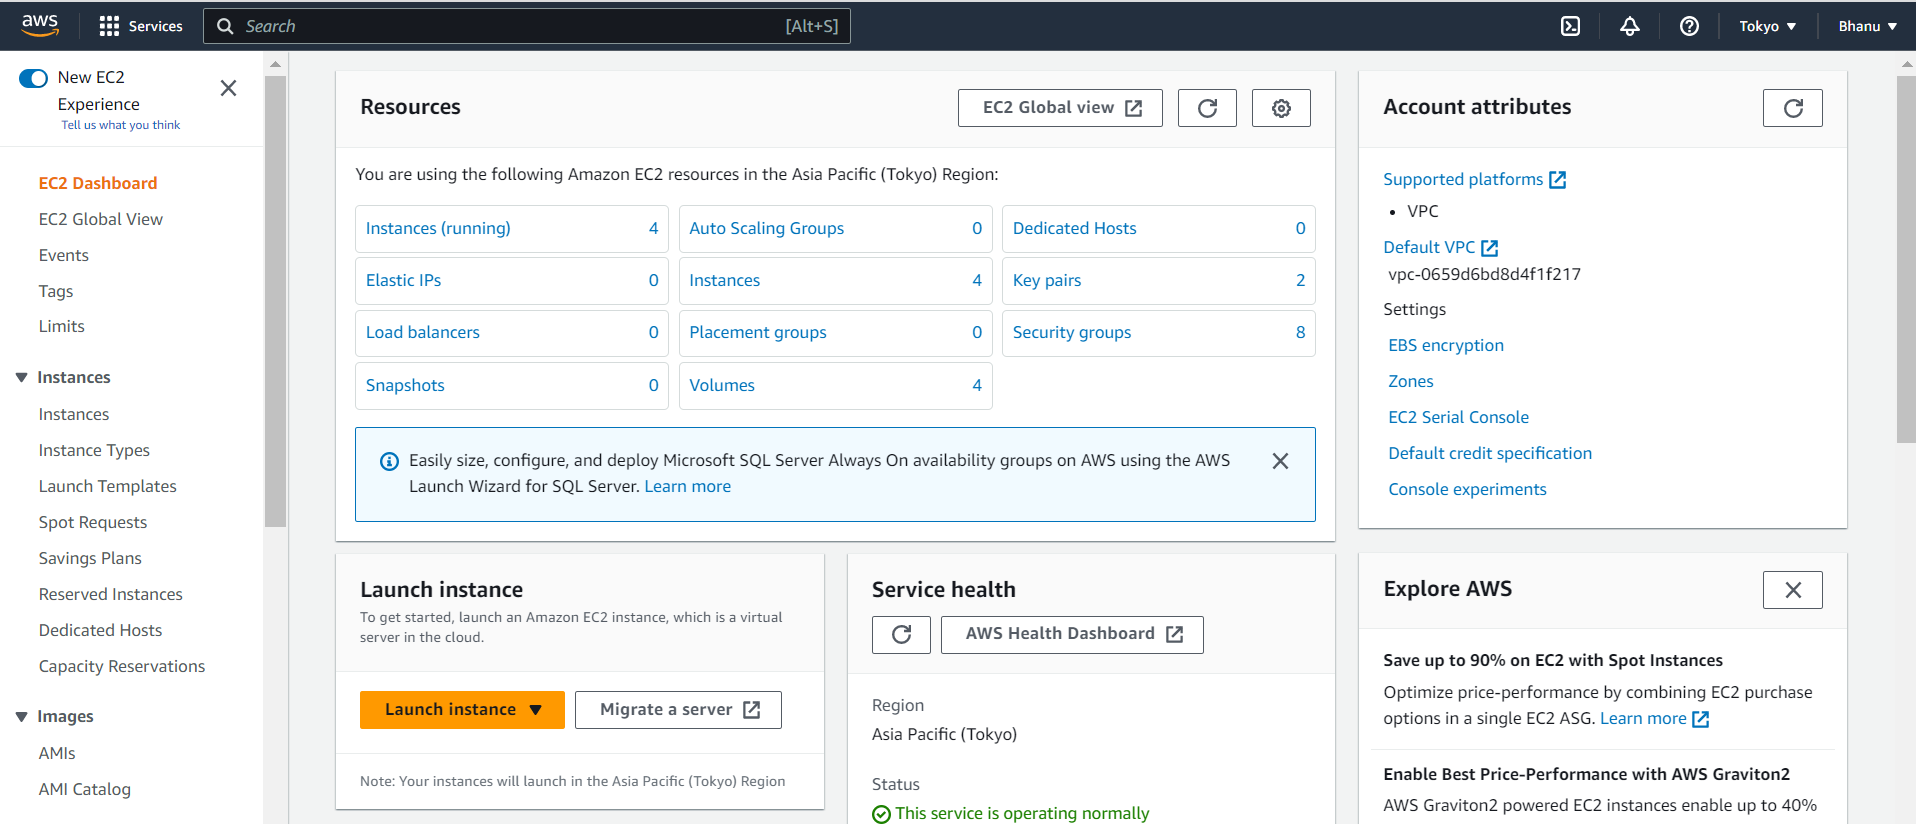 aws
Services
Search
[Alt+S]
Tokyo
Bhanu
New EC2
Experience
Tell us what you think
EC2 Dashboard
EC2 Global View
Events
Tags
Limits
Instances
Instances
Instance Types
Launch Templates
Spot Requests
Savings Plans
Reserved Instances
Dedicated Hosts
Capacity Reservations
Images
AMIs
AMI Catalog
Resources
EC2 Global view
You are using the following Amazon EC2 resources in the Asia Pacific (Tokyo) Region:
Instances (running) 4
Auto Scaling Groups 0
Dedicated Hosts 0
Elastic IPs 0
Instances 4
Key pairs 2
Load balancers 0
Placement groups 0
Security groups 8
Snapshots 0
Volumes 4
Easily size, configure, and deploy Microsoft SQL Server Always On availability groups on AWS using the AWS
Launch Wizard for SQL Server. Learn more
Launch instance
To get started, launch an Amazon EC2 instance, which is a virtual
server in the cloud.
Launch instance
Migrate a server
Note: Your instances will launch in the Asia Pacific (Tokyo) Region
Service health
AWS Health Dashboard
Region
Asia Pacific (Tokyo)
Status
This service is operating normally
Account attributes
Supported platforms
• VPC
Default VPC
vpc-0659d6bd8d4f1f217
Settings
EBS encryption
Zones
EC2 Serial Console
Default credit specification
Console experiments
Explore AWS
Save up to 90% on EC2 with Spot Instances
Optimize price-performance by combining EC2 purchase
options in a single EC2 ASG. Learn more
Enable Best Price-Performance with AWS Graviton2
AWS Graviton2 powered EC2 instances enable up to 40%